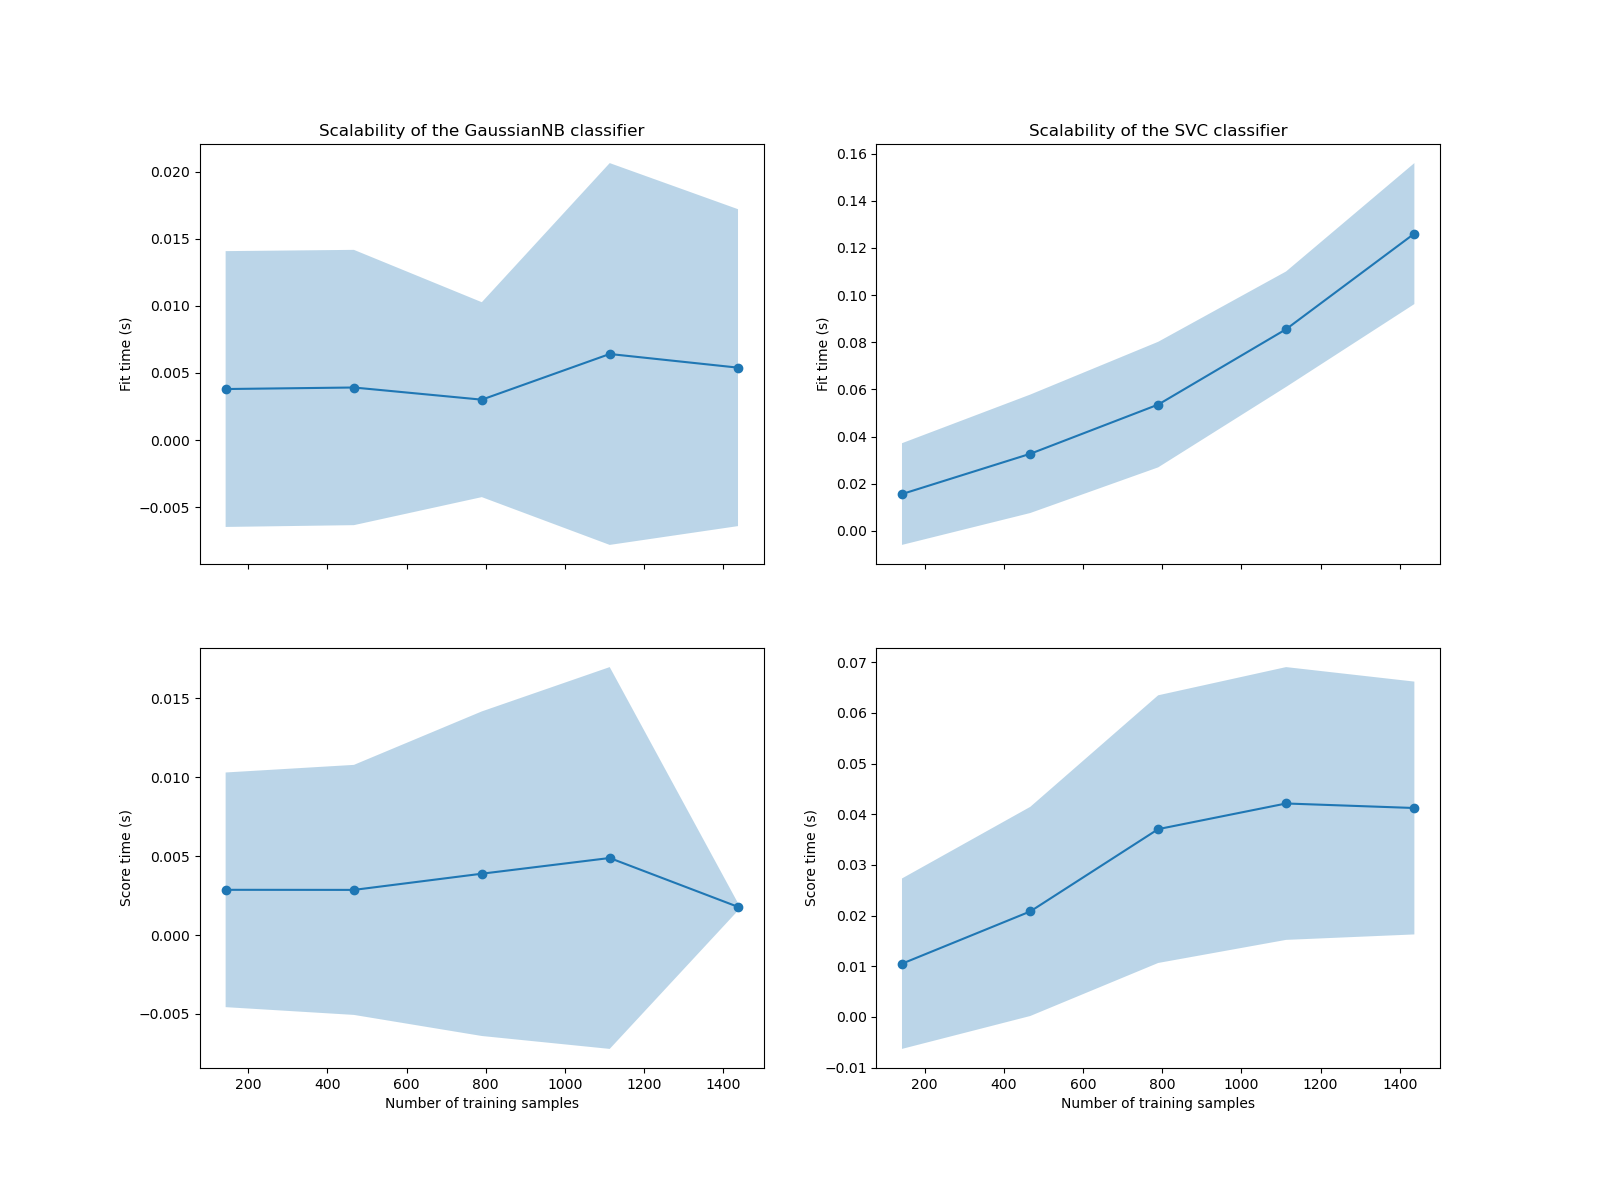 Scalability of the GaussianNB classifier
Fit time (s)
0.020
0.015
0.010
0.005
0.000
−0.005
Scalability of the SVC classifier
Fit time (s)
0.16
0.14
0.12
0.10
0.08
0.06
0.04
0.02
0.00
Score time (s)
0.015
0.010
0.005
0.000
−0.005
200 400 600 800 1000 1200 1400
Number of training samples
Score time (s)
0.07
0.06
0.05
0.04
0.03
0.02
0.01
0.00
−0.01
200 400 600 800 1000 1200 1400
Number of training samples